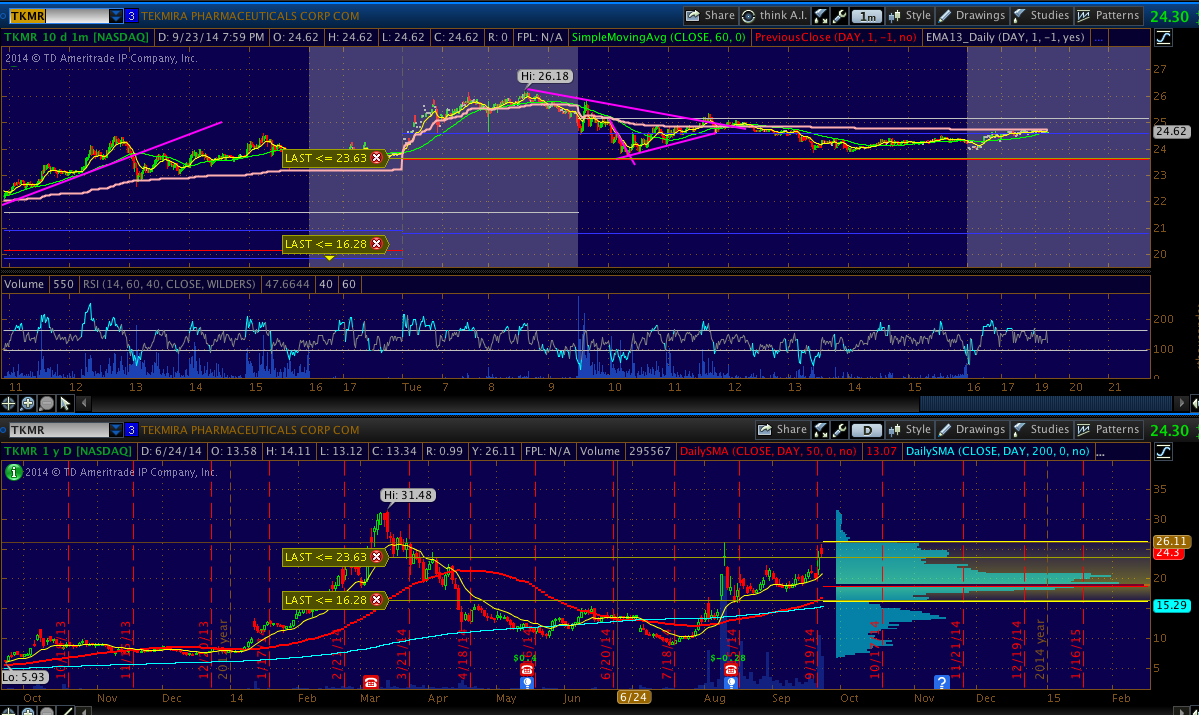 TKMR 3 TEKMIRA PHARMACEUTICALS CORP COM Share think A.I. 1m Style Drawings Studies Patterns 24.30
TKMR 10 d 1m [NASDAQ] D: 9/23/14 7:59 PM O: 24.62 H: 24.62 L: 24.62 C: 24.62 R: 0 FPL: N/A SimpleMovingAvg (CLOSE, 60, 0) PreviousClose (DAY, 1, -1, no) EMA13_Daily (DAY, 1, -1, yes) ...
2014 © TD Ameritrade IP Company, Inc.
27
Hi: 26.18
26
25
24.62
24
LAST <= 23.63
23
22
21
LAST <= 16.28
20
Volume 550 RSI (14, 60, 40, CLOSE, WILDERS) 47.6644 40 60
200
100
11 12 13 14 15 16 17 Tue 7 8 9 10 11 12 13 14 15 16 17 19 20 21
TKMR 3 TEKMIRA PHARMACEUTICALS CORP COM Share D Style Drawings Studies Patterns 24.30
TKMR 1 y D [NASDAQ] D: 6/24/14 O: 13.58 H: 14.11 L: 13.12 C: 13.34 R: 0.99 Y: 26.11 FPL: N/A Volume 295567 DailySMA (CLOSE, DAY, 50, 0, no) 13.07 DailySMA (CLOSE, DAY, 200, 0, no) ...
2014 © TD Ameritrade IP Company, Inc.
35
Hi: 31.48
30
26.11
24.3
LAST <= 23.63
20
LAST <= 16.28
15.29
10
5
2/21/14
3/21/14
4/18/14
6/20/14
9/19/14
11/21/14
12/19/14
2014 year
1/16/15
$-0.28
Lo: 5.93
Oct Nov Dec 14 Feb Mar Apr May Jun 6/24 Aug Sep Oct Nov Dec 15 Feb